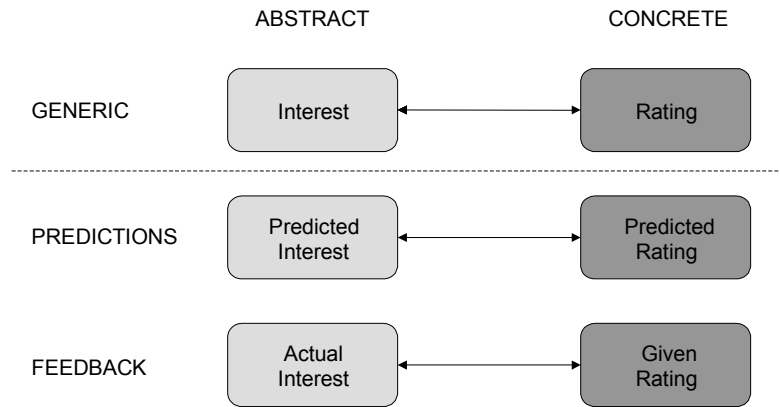 ABSTRACT CONCRETE
GENERIC Interest Rating
PREDICTIONS Predicted Interest Predicted Rating
FEEDBACK Actual Interest Given Rating